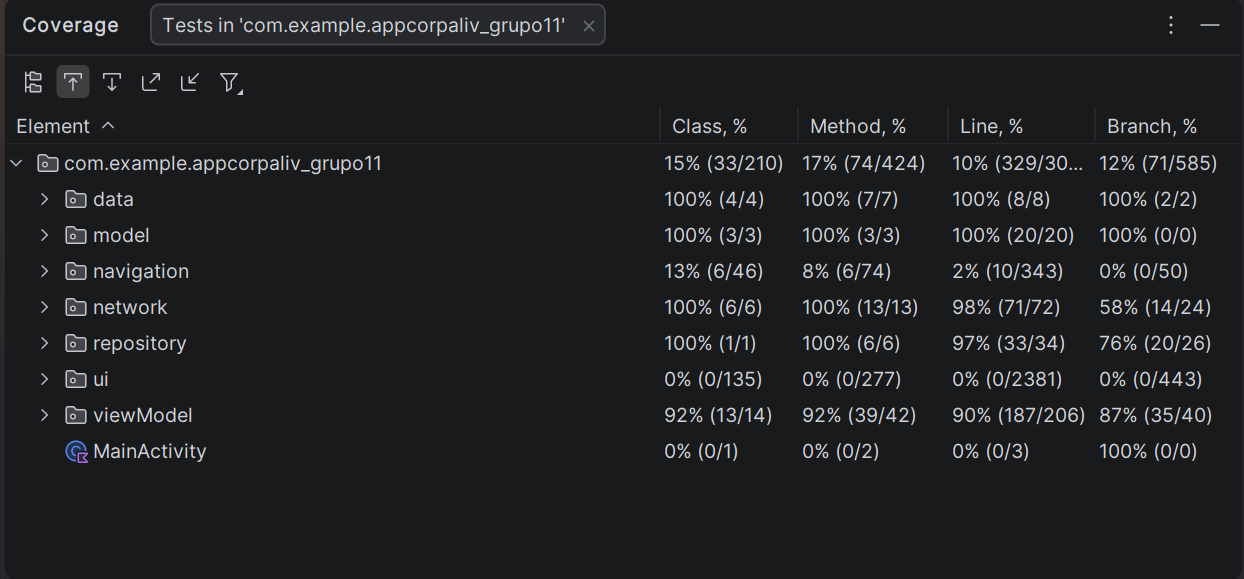 Coverage Tests in 'com.example.appcorpaliv_grupo11'
Element Class, % Method, % Line, % Branch, %
com.example.appcorpaliv_grupo11 15% (33/210) 17% (74/424) 10% (329/30... 12% (71/585)
data 100% (4/4) 100% (7/7) 100% (8/8) 100% (2/2)
model 100% (3/3) 100% (3/3) 100% (20/20) 100% (0/0)
navigation 13% (6/46) 8% (6/74) 2% (10/343) 0% (0/50)
network 100% (6/6) 100% (13/13) 98% (71/72) 58% (14/24)
repository 100% (1/1) 100% (6/6) 97% (33/34) 76% (20/26)
ui 0% (0/135) 0% (0/277) 0% (0/2381) 0% (0/443)
viewModel 92% (13/14) 92% (39/42) 90% (187/206) 87% (35/40)
MainActivity 0% (0/1) 0% (0/2) 0% (0/3) 100% (0/0)